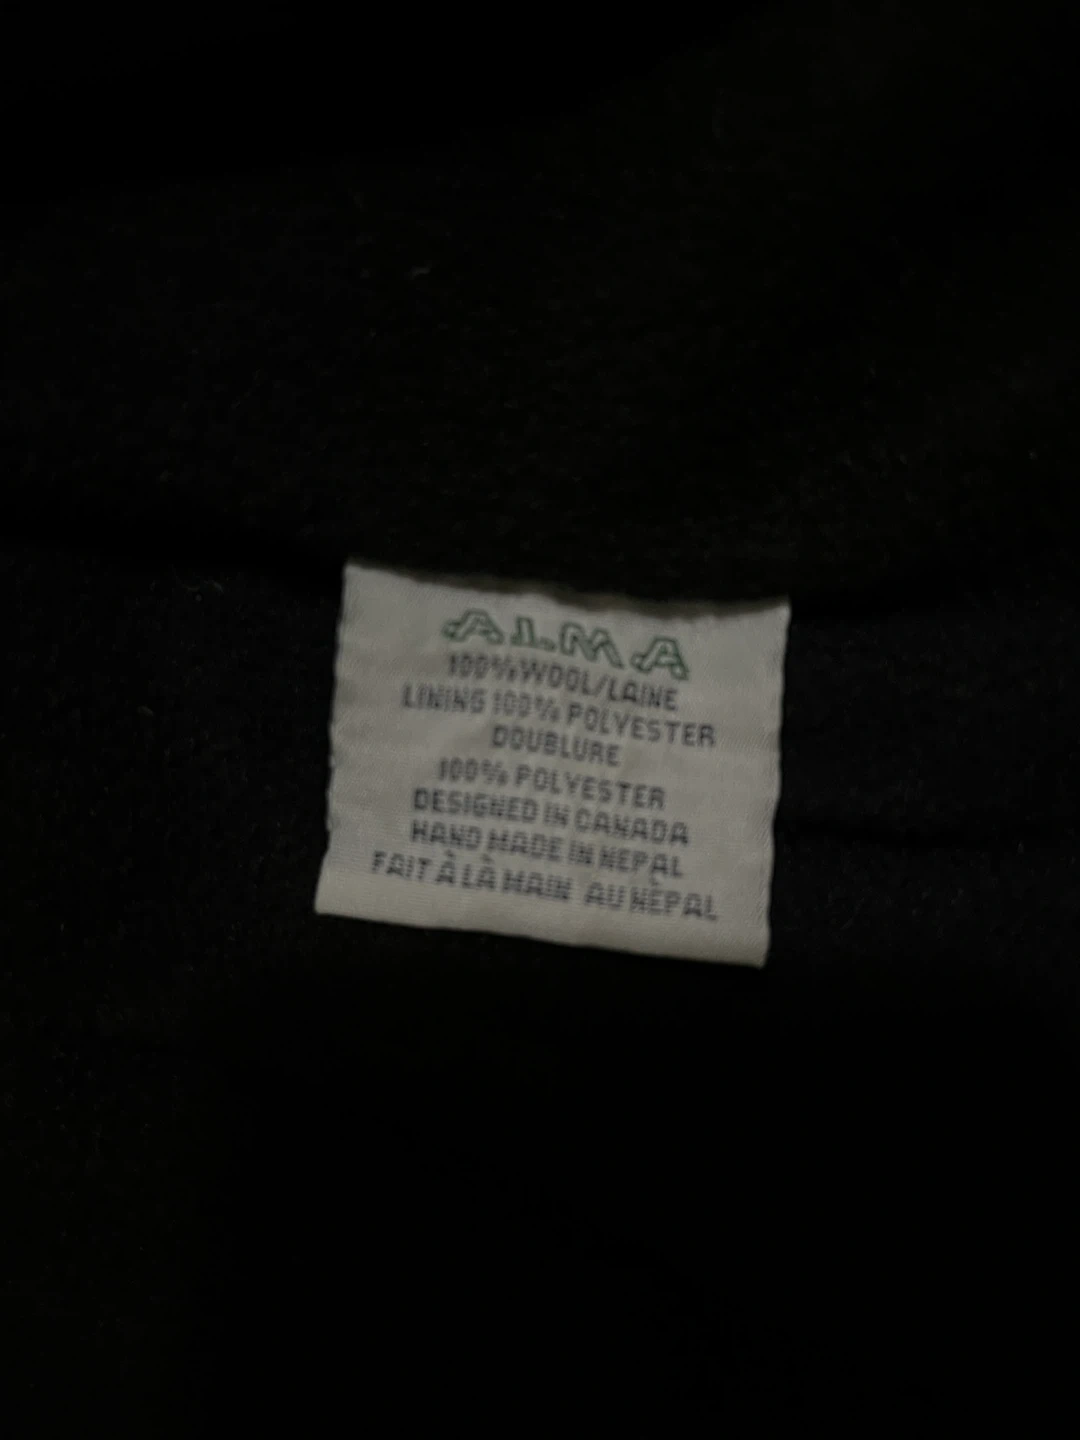 ALMA
100% WOOL/LAINE
LINING 100% POLYESTER
DOUBLURE
100% POLYESTER
DESIGNED IN CANADA
HAND MADE IN NEPAL
FAIT À LÀ MAIN AU NÉPAL